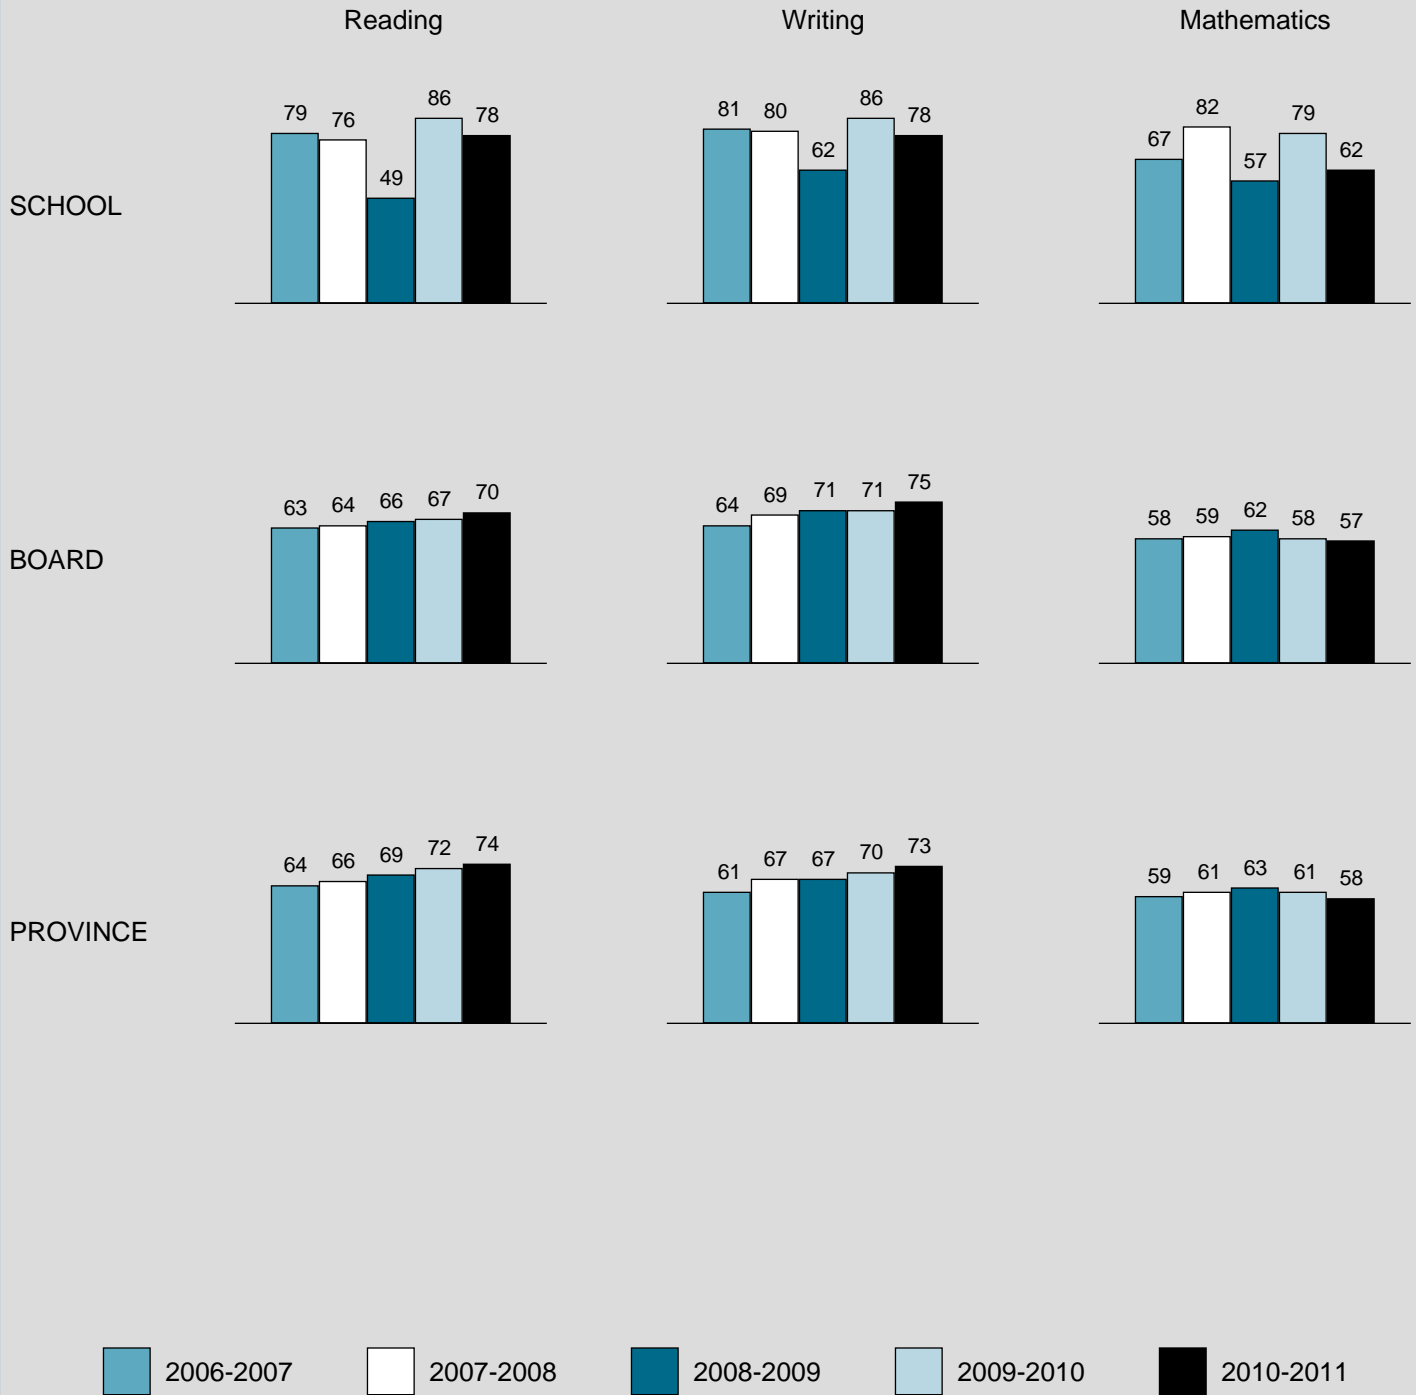 Reading Writing Mathematics
SCHOOL
79 76 49 86 78
81 80 62 86 78
67 82 57 79 62
BOARD
63 64 66 67 70
64 69 71 71 75
58 59 62 58 57
PROVINCE
64 66 69 72 74
61 67 67 70 73
59 61 63 61 58
2006-2007 2007-2008 2008-2009 2009-2010 2010-2011